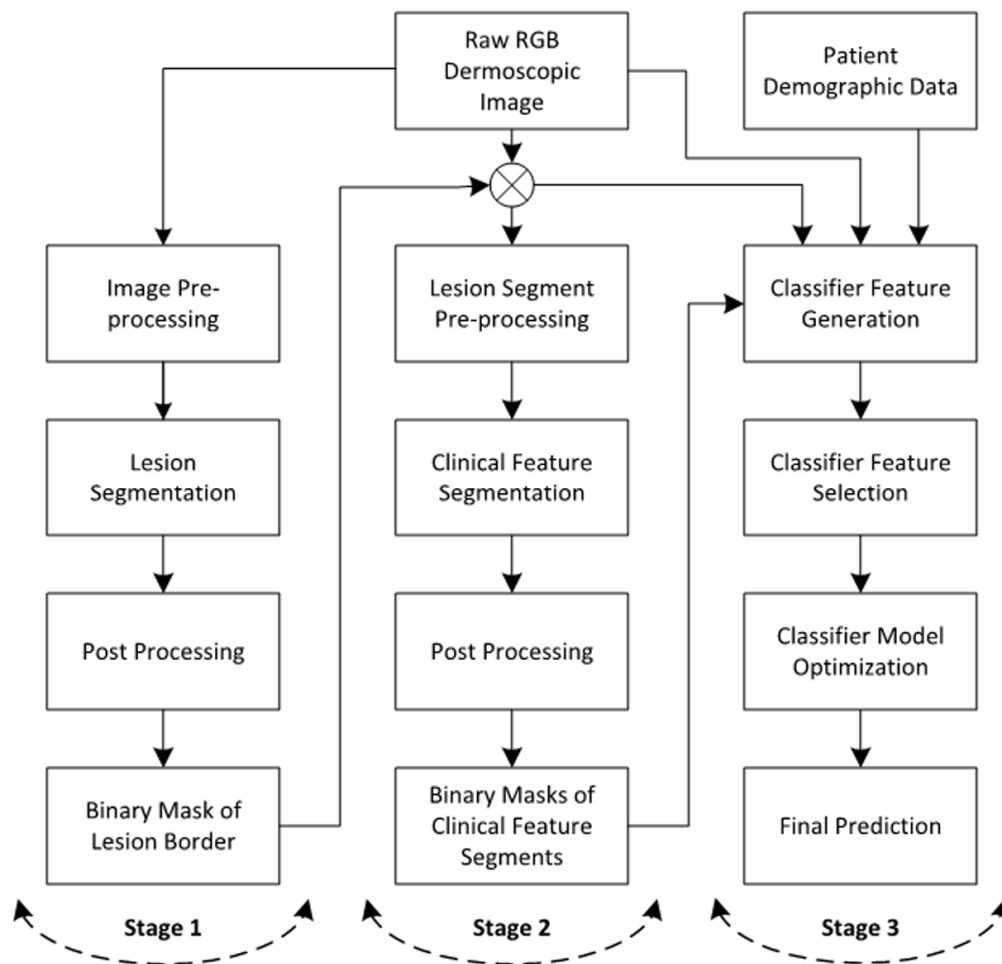 Raw RGB
Dermoscopic
Image
Patient
Demographic Data
Image Pre-
processing
Lesion Segment
Pre-processing
Classifier Feature
Generation
Lesion
Segmentation
Clinical Feature
Segmentation
Classifier Feature
Selection
Post Processing
Post Processing
Classifier Model
Optimization
Binary Mask of
Lesion Border
Binary Masks of
Clinical Feature
Segments
Final Prediction
Stage 1
Stage 2
Stage 3